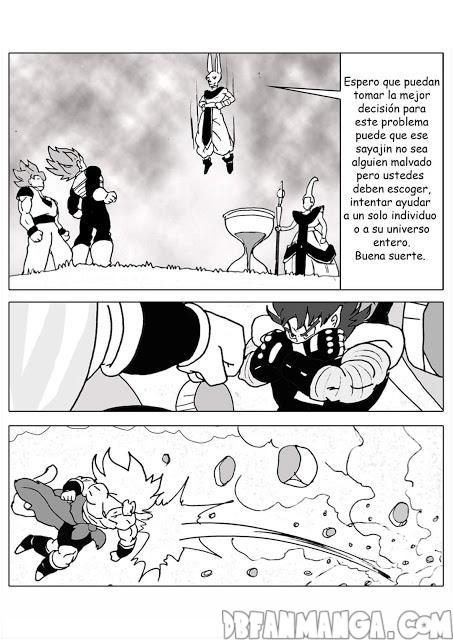 Espero que puedan
tomar la mejor
decisión para
este problema
puede que ese
sayajin no sea
alguien malvado
pero ustedes
deben escoger,
intentar ayudar
a un solo individuo
o a su universo
entero.
Buena suerte.
DBFANMANGA.COM